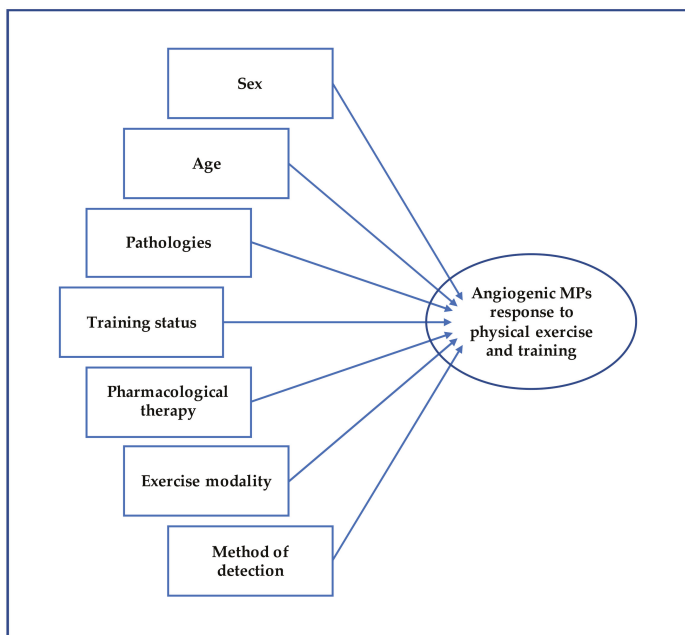 Sex
Age
Pathologies
Training status
Pharmacological
therapy
Exercise modality
Method of
detection
Angiogenic MPs
response to
physical exercise
and training